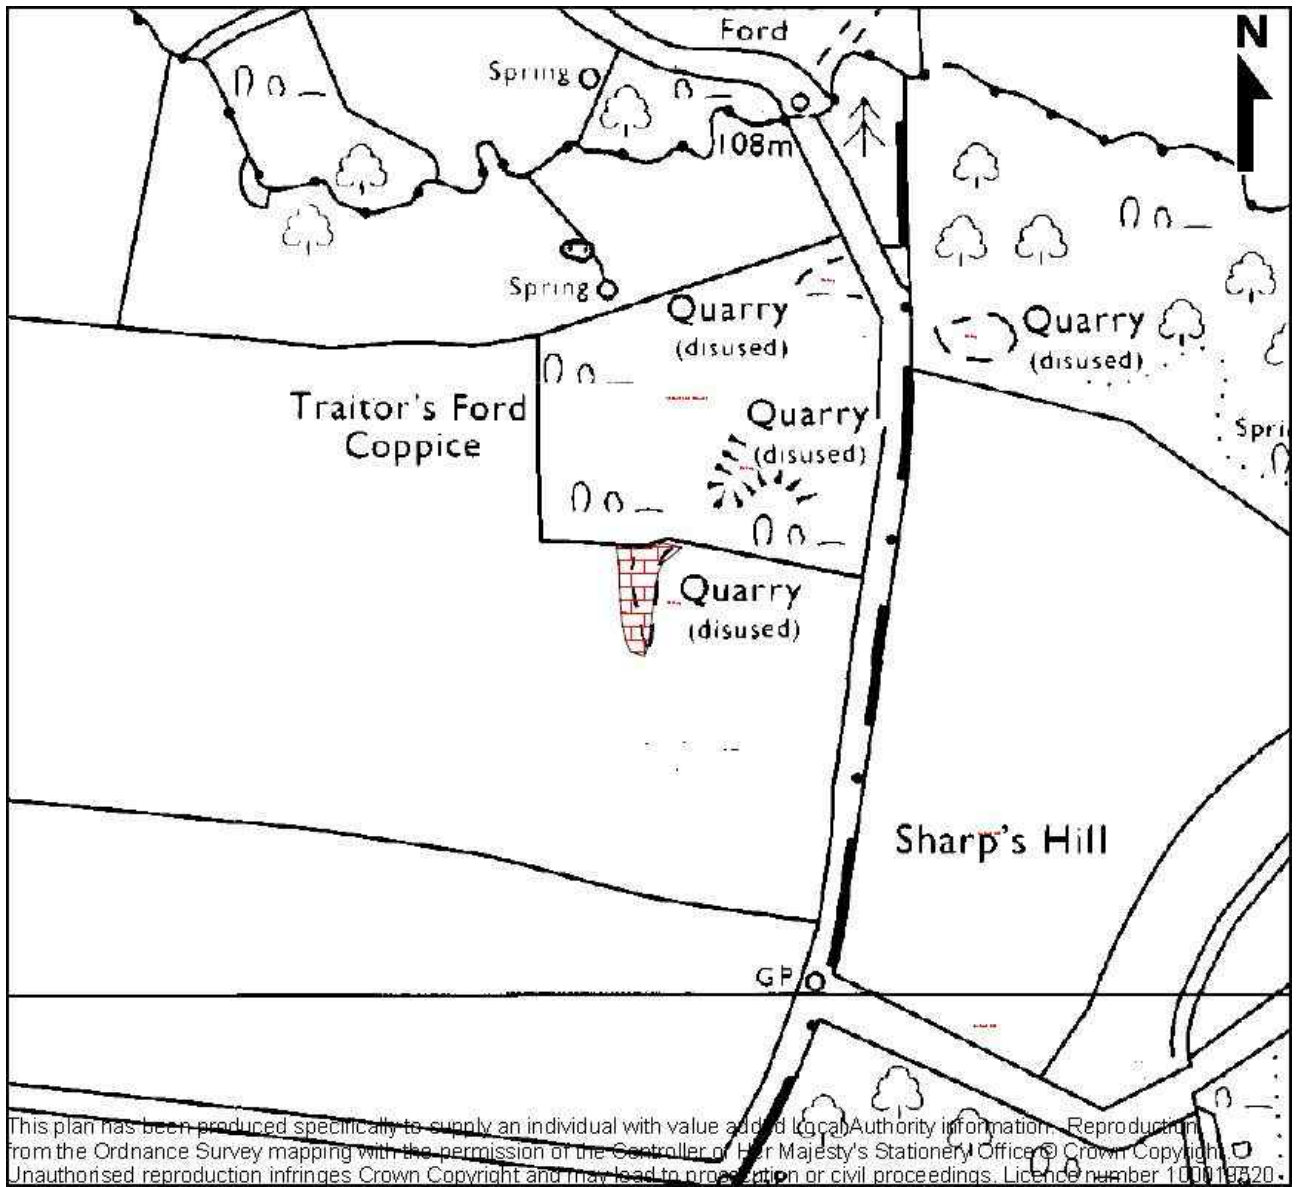 Ford
N
Spring
108m
Spring
Quarry
(disused)
Quarry
(disused)
Traitor's Ford
Coppice
Quarry
(disused)
Spri
Quarry
(disused)
Sharp's Hill
GP
This plan has been produced specifically to supply an individual with value added Local Authority information. Reproduction
from the Ordnance Survey mapping with the permission of the Controller of Her Majesty's Stationery Office © Crown Copyright.
Unauthorised reproduction infringes Crown Copyright and may lead to prosecution or civil proceedings. Licence number